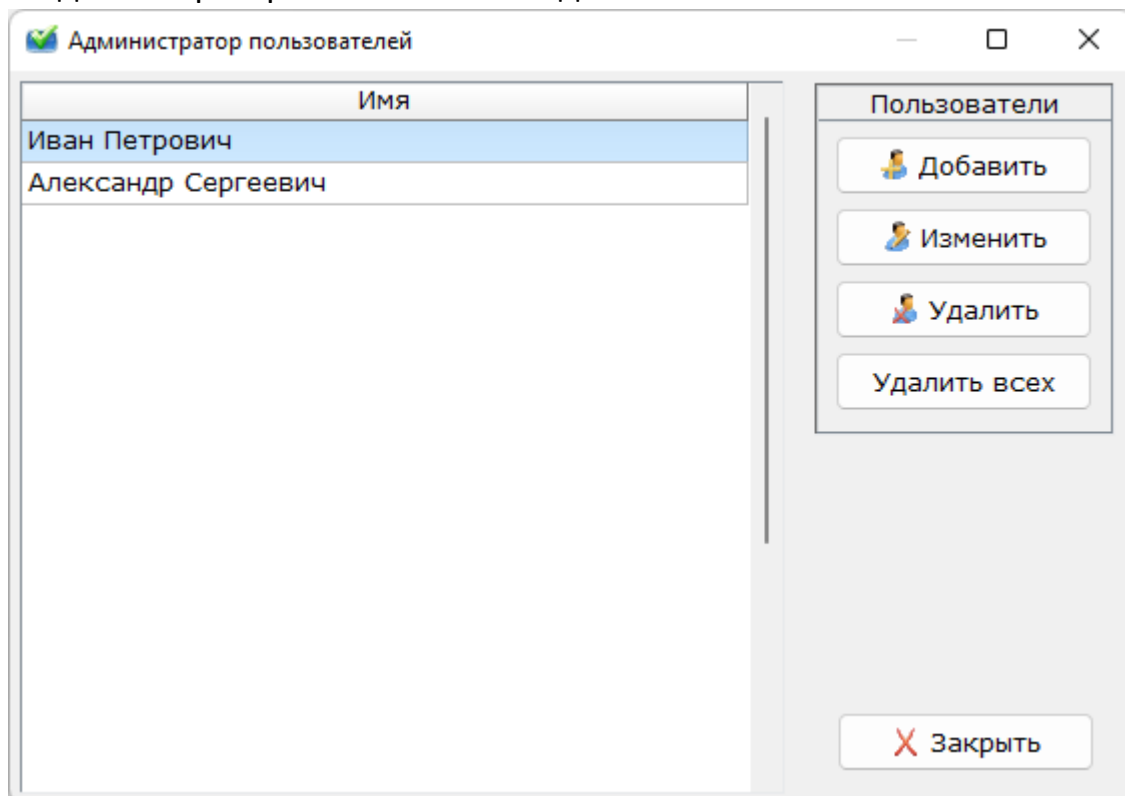 Администратор пользователей
Имя
Иван Петрович
Александр Сергеевич
Пользователи
Добавить
Изменить
Удалить
Удалить всех
Закрыть